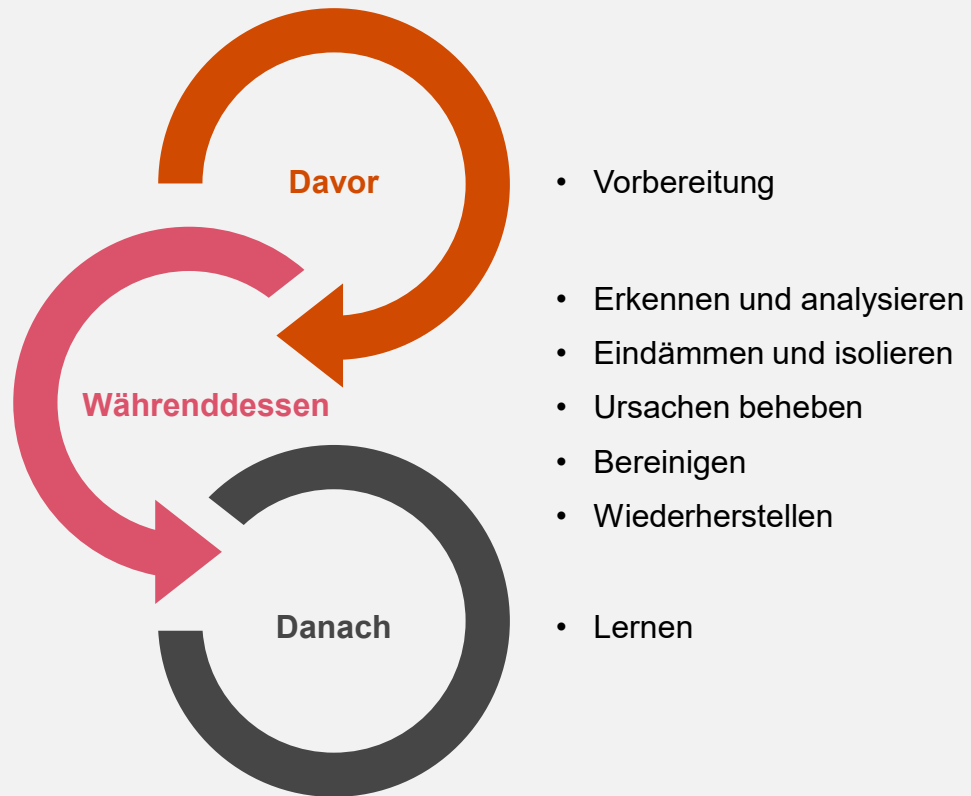 Davor
• Vorbereitung
Währenddessen
• Erkennen und analysieren
• Eindämmen und isolieren
• Ursachen beheben
• Bereinigen
• Wiederherstellen
Danach
• Lernen